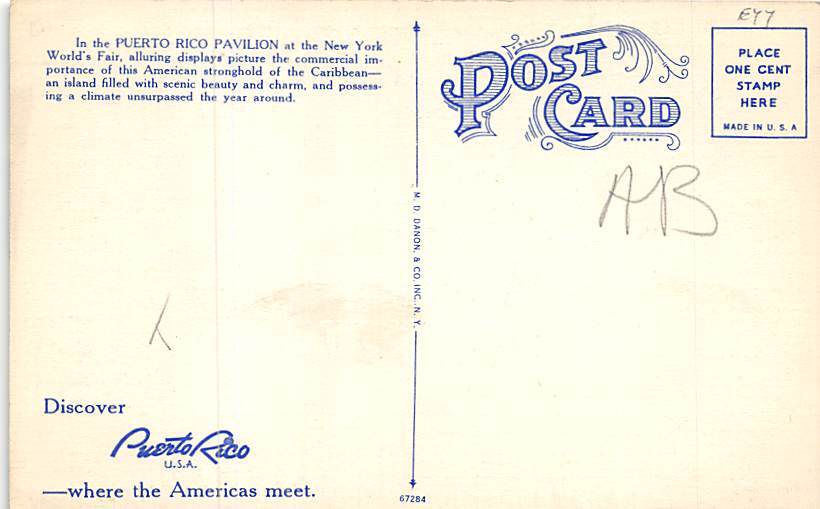 In the PUERTO RICO PAVILION at the New York
World's Fair, alluring displays picture the commercial im-
portance of this American stronghold of the Caribbean—
an island filled with scenic beauty and charm, and possess-
ing a climate unsurpassed the year around.
Discover
Puerto Rico
U.S.A.
—where the Americas meet.
M. D. DANON, & CO. INC., N. Y.
67284
POST
CARD
EYY
PLACE
ONE CENT
STAMP
HERE
MADE IN U. S. A
AB